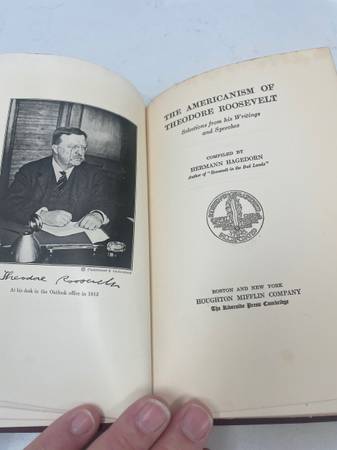 Theodore Roosevelt
At his desk in the Outlook office in 1912
THE AMERICANISM OF
THEODORE ROOSEVELT
Selections from his Writings
and Speeches
COMPILED BY
HERMANN HAGEDORN
Author of "Roosevelt in the Bad Lands"
BOSTON AND NEW YORK
HOUGHTON MIFFLIN COMPANY
The Riverside Press Cambridge